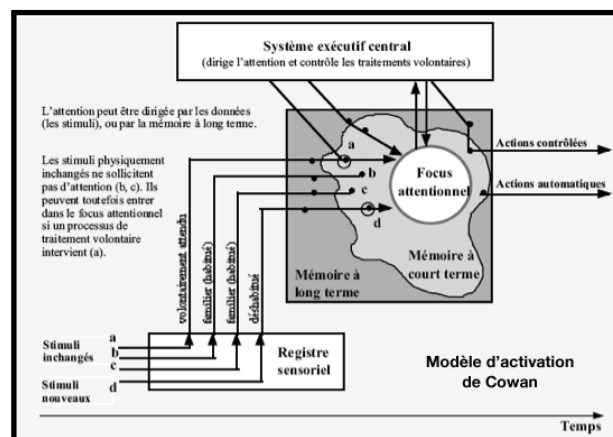 Système exécutif central
(dirige l'attention et contrôle les traitements volontaires)
L'attention peut être dirigée par les données
(les stimuli), ou par la mémoire à long terme.
Les stimuli physiquement
inchangés ne sollicitent
pas d'attention (b, c). Ils
peuvent toutefois entrer
dans le focus attentionnel
si un processus de
traitement volontaire
intervient (a).
a
b
c
d
Focus
attentionnel
Actions contrôlées
Actions automatiques
Mémoire à
court terme
Mémoire à
long terme
volontairement attendu
familier (habitué)
familier (habitué)
déshabitué
Stimuli
inchangés
a
b
c
Stimuli
nouveaux
d
Registre
sensoriel
Modèle d'activation
de Cowan
Temps